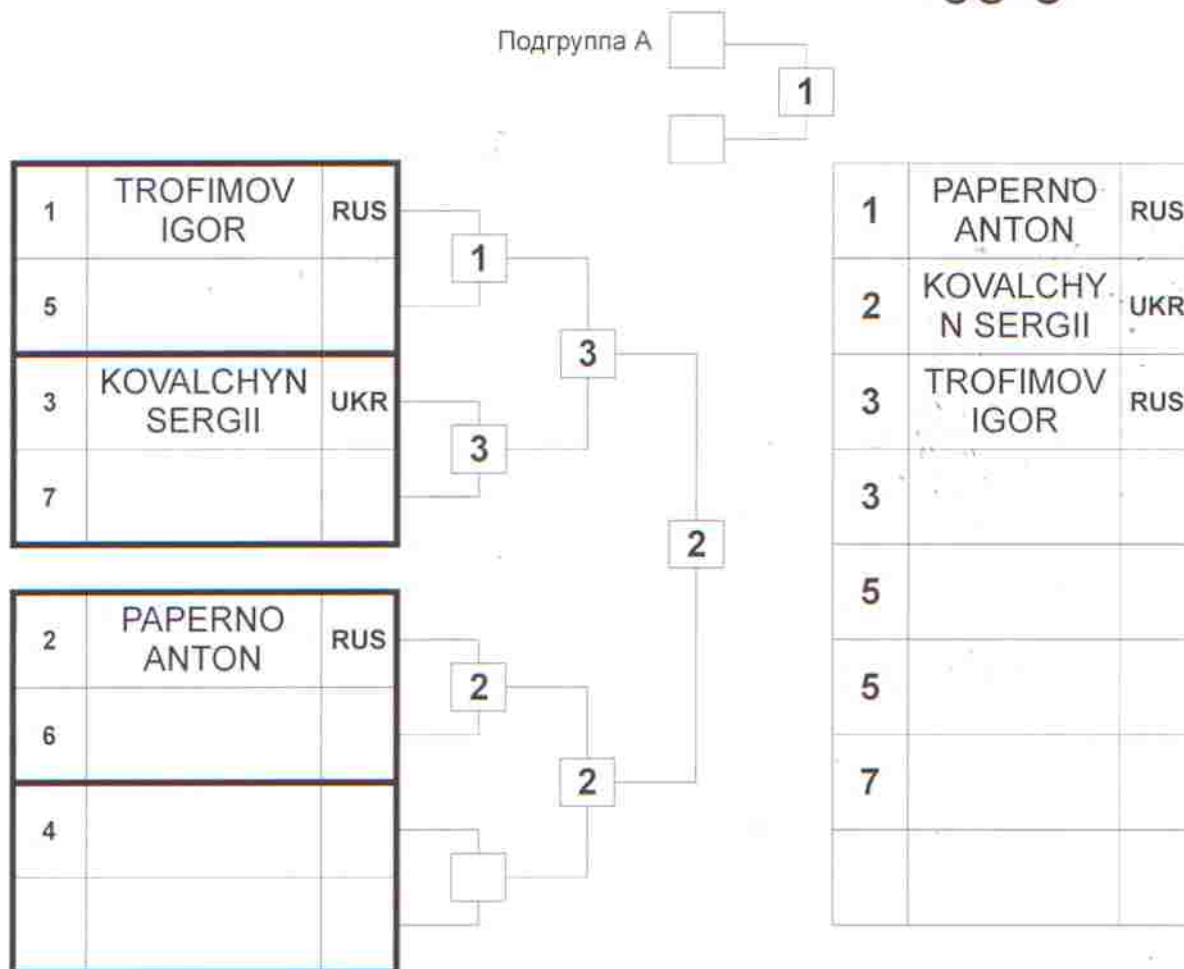 Подгруппа А
1
1 TROFIMOV IGOR RUS
1
5
3
3 KOVALCHYN SERGII UKR
3
7
2
2 PAPERNO ANTON RUS
2
6
2
4
1 PAPERNO ANTON RUS
2 KOVALCHY N SERGII UKR
3 TROFIMOV IGOR RUS
3
5
5
7